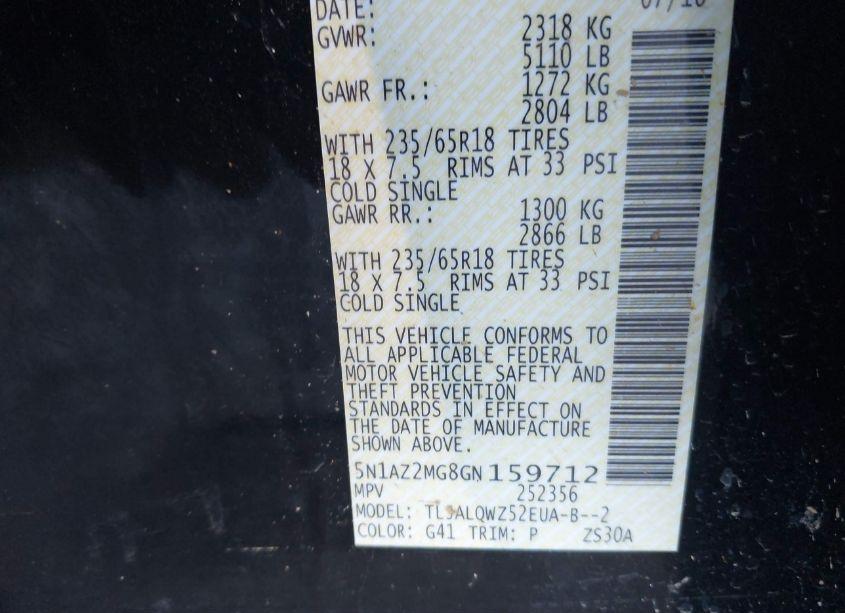 DATE: 07/16
GVWR: 2318 KG
5110 LB
GAWR FR.: 1272 KG
2804 LB
WITH 235/65R18 TIRES
18 X 7.5 RIMS AT 33 PSI
COLD SINGLE
GAWR RR.: 1300 KG
2866 LB
WITH 235/65R18 TIRES
18 X 7.5 RIMS AT 33 PSI
COLD SINGLE
THIS VEHICLE CONFORMS TO
ALL APPLICABLE FEDERAL
MOTOR VEHICLE SAFETY AND
THEFT PREVENTION
STANDARDS IN EFFECT ON
THE DATE OF MANUFACTURE
SHOWN ABOVE.
5N1AZ2MG8GN159712
MPV 252356
MODEL:
COLOR: G41 TRIM: P ZS30A